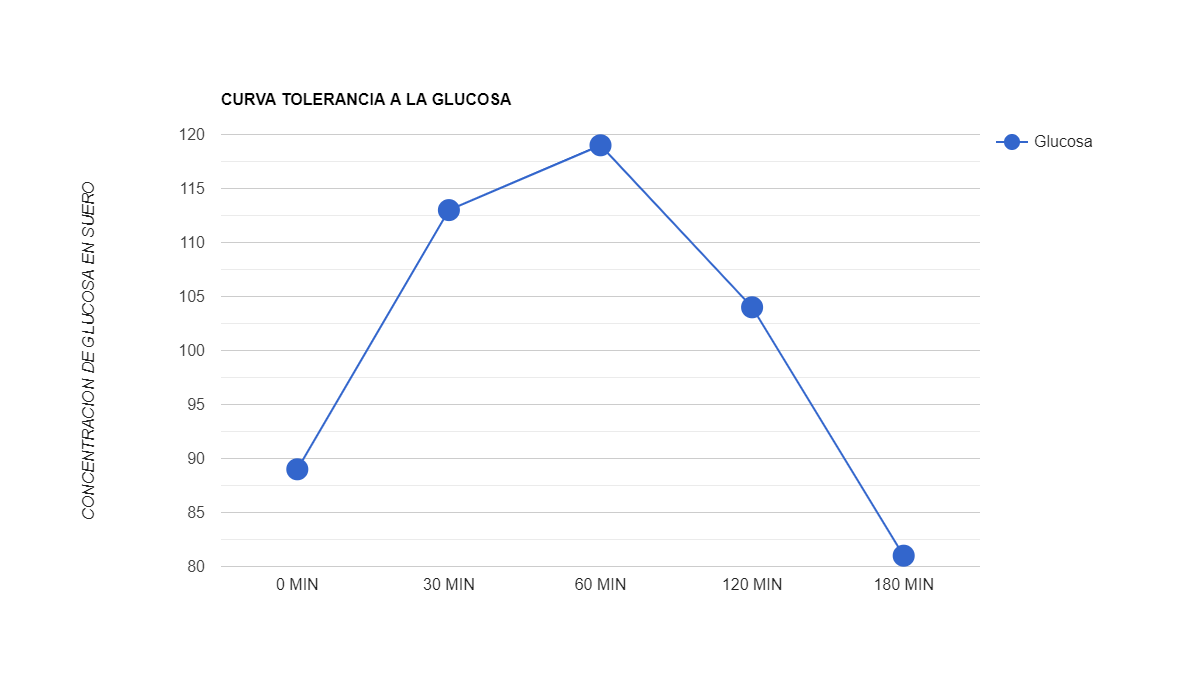 CURVA TOLERANCIA A LA GLUCOSA
Glucosa
CONCENTRACION DE GLUCOSA EN SUERO
120
115
110
105
100
95
90
85
80
0 MIN 30 MIN 60 MIN 120 MIN 180 MIN